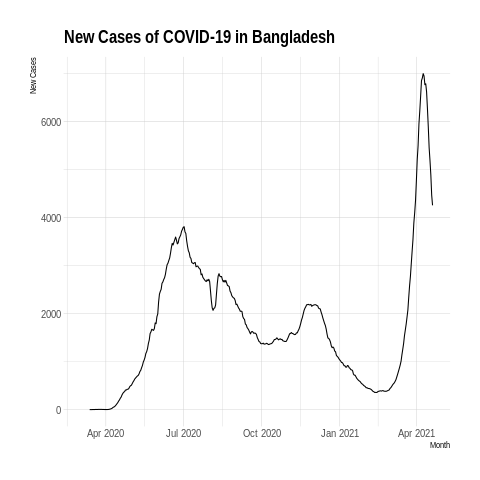 New Cases of COVID-19 in Bangladesh
New Cases
6000
4000
2000
0
Apr 2020 Jul 2020 Oct 2020 Jan 2021 Apr 2021
Month